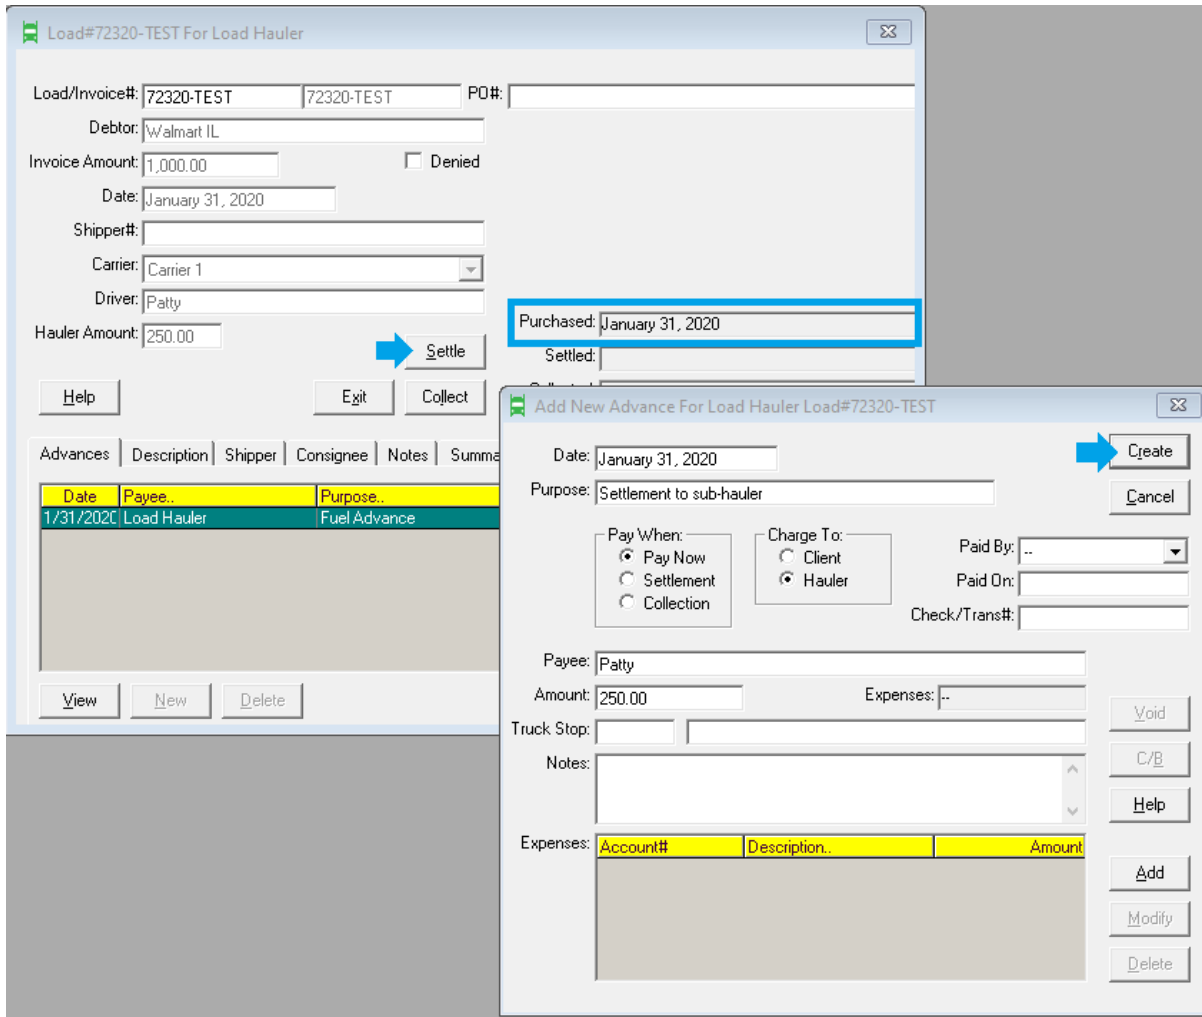 Load#72320-TEST For Load Hauler
Load/Invoice#: 72320-TEST 72320-TEST PO#:
Debtor: Walmart IL
Invoice Amount: 1,000.00 Denied
Date: January 31, 2020
Shipper#:
Carrier: Carrier 1
Driver: Patty
Hauler Amount: 250.00
Settle
Purchased: January 31, 2020
Settled:
Help Exit Collect
Advances Description Shipper Consignee Notes Summa
Date Payee.. Purpose..
1/31/202 Load Hauler Fuel Advance
View New Delete
Add New Advance For Load Hauler Load#72320-TEST
Date: January 31, 2020 Create
Purpose: Settlement to sub-hauler Cancel
Pay When: Charge To:
Pay Now Client Paid By: --
Settlement Hauler Paid On:
Collection Check/Trans#:
Payee: Patty
Amount: 250.00 Expenses: --
Void
Truck Stop:
Notes: C/B
Help
Expenses: Account# Description.. Amount
Add
Modify
Delete